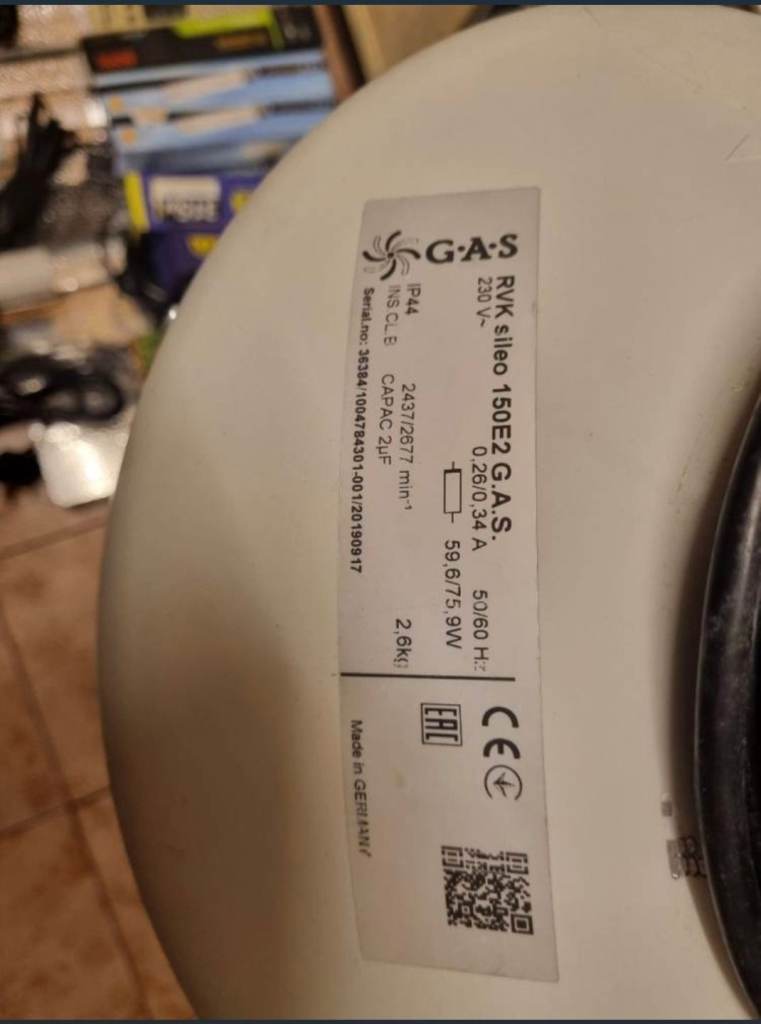 G·A·S
RVK sileo 150E2 G.A.S.
230 V~ 0,26/0,34 A 50/60 Hz
59,6/75,9W
IP44 2437/2677 min⁻¹ 2,6kg
INS.CL.B CAPAC 2µF
Serial.no: 36384/1004784301-001/20190917
CE
EAC
Made in GERMANY